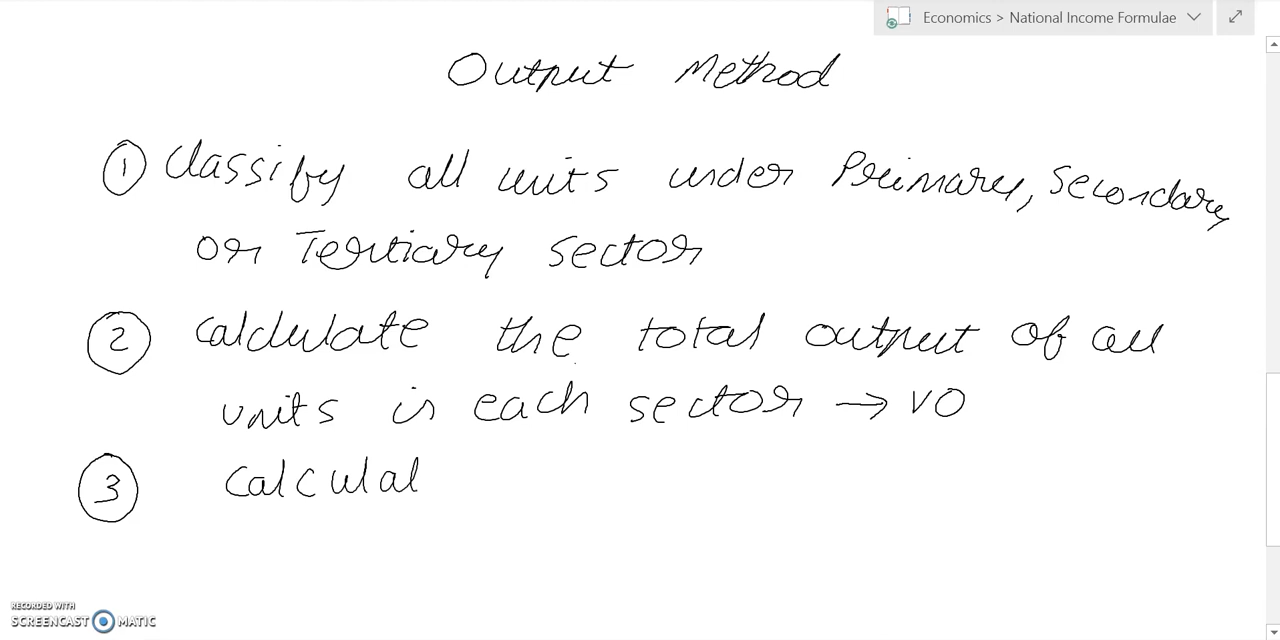 Economics > National Income Formulae
Output Method
1 Classify all units under Primary, Secondary
or Tertiary sector
2 Calculate the total output of all
units in each sector → VO
3 Calculat
RECORDED WITH
SCREENCAST MATIC